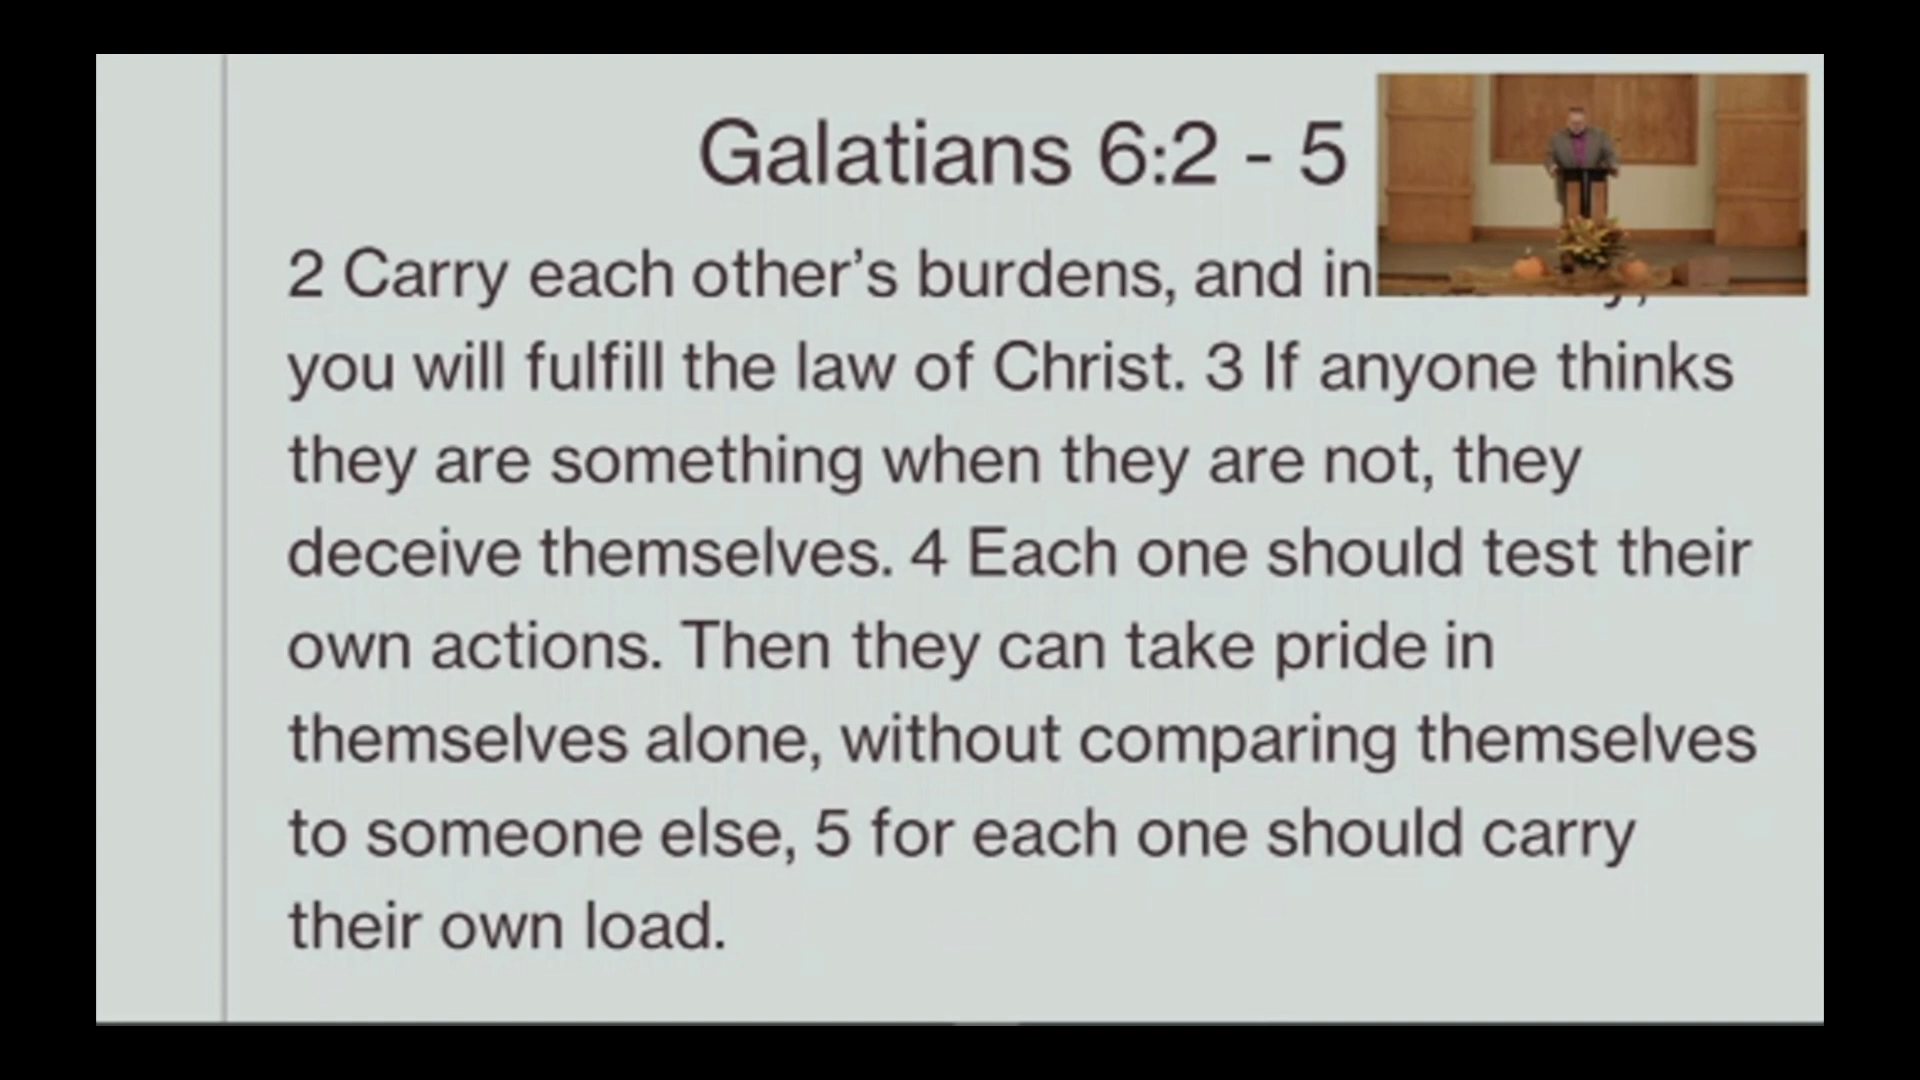 Galatians 6:2 - 5
2 Carry each other’s burdens, and in
you will fulfill the law of Christ. 3 If anyone thinks
they are something when they are not, they
deceive themselves. 4 Each one should test their
own actions. Then they can take pride in
themselves alone, without comparing themselves
to someone else, 5 for each one should carry
their own load.